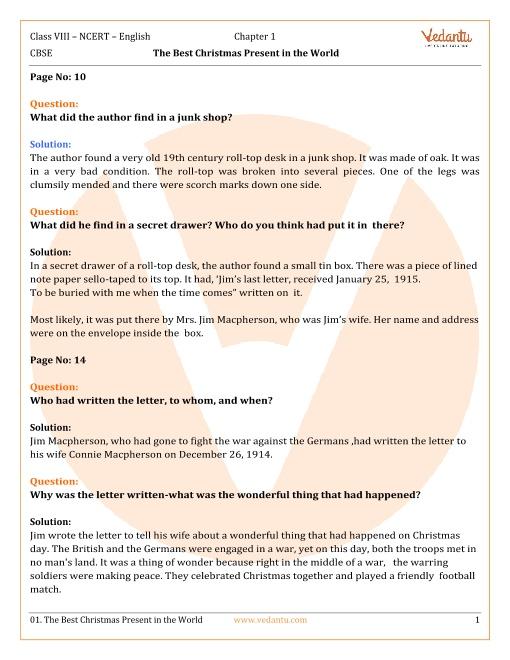 Class VIII – NCERT – English Chapter 1 Vedantu
CBSE The Best Christmas Present in the World
Page No: 10
Question:
What did the author find in a junk shop?
Solution:
The author found a very old 19th century roll-top desk in a junk shop. It was made of oak. It was
in a very bad condition. The roll-top was broken into several pieces. One of the legs was
clumsily mended and there were scorch marks down one side.
Question:
What did he find in a secret drawer? Who do you think had put it in there?
Solution:
In a secret drawer of a roll-top desk, the author found a small tin box. There was a piece of lined
note paper sello-taped to its top. It had, ‘Jim’s last letter, received January 25, 1915.
To be buried with me when the time comes” written on it.
Most likely, it was put there by Mrs. Jim Macpherson, who was Jim’s wife. Her name and address
were on the envelope inside the box.
Page No: 14
Question:
Who had written the letter, to whom, and when?
Solution:
Jim Macpherson, who had gone to fight the war against the Germans ,had written the letter to
his wife Connie Macpherson on December 26, 1914.
Question:
Why was the letter written-what was the wonderful thing that had happened?
Solution:
Jim wrote the letter to tell his wife about a wonderful thing that had happened on Christmas
day. The British and the Germans were engaged in a war, yet on this day, both the troops met in
no man’s land. It was a thing of wonder because right in the middle of a war, the warring
soldiers were making peace. They celebrated Christmas together and played a friendly football
match.
01. The Best Christmas Present in the World www.vedantu.com 1